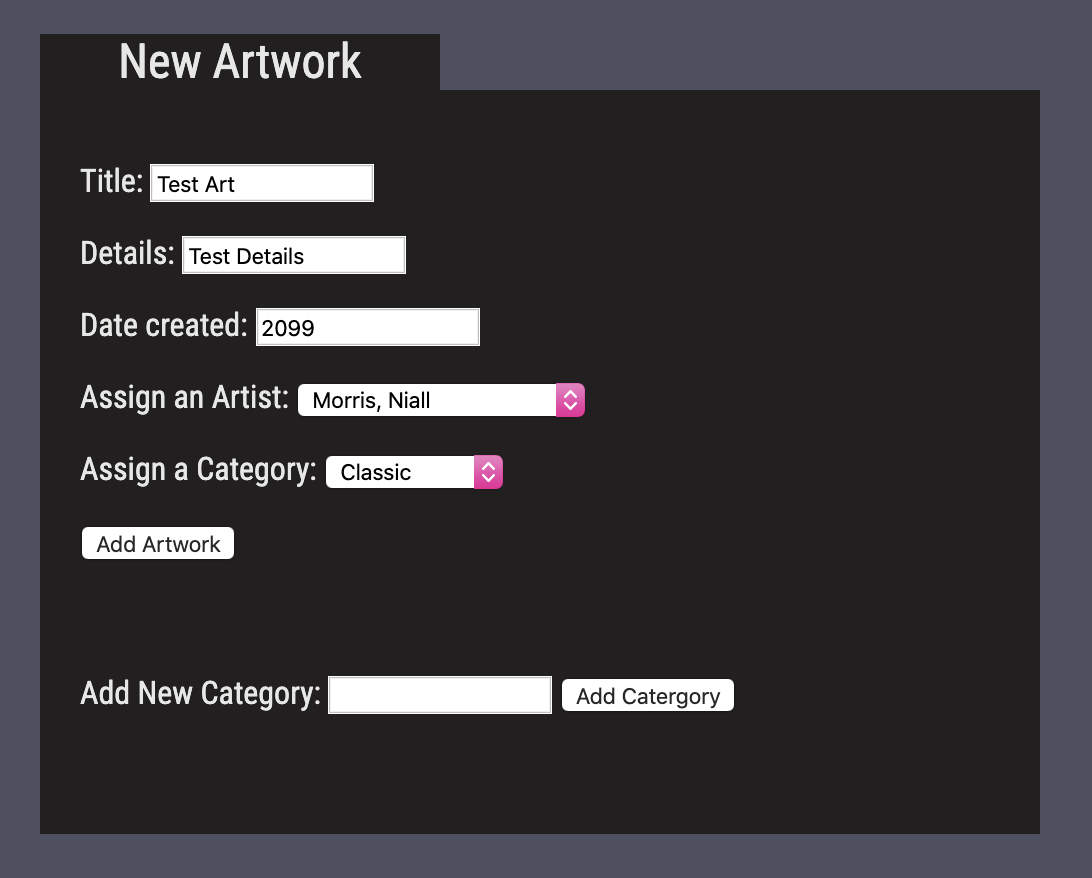 New Artwork
Title: Test Art
Details: Test Details
Date created: 2099
Assign an Artist: Morris, Niall
Assign a Category: Classic
Add Artwork
Add New Category: Add Catergory